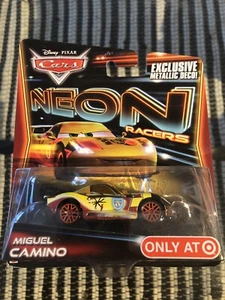 Disney · PIXAR
Cars
EXCLUSIVE
METALLIC DECO!
NEON
RACERS
MIGUEL
CAMINO
ONLY AT